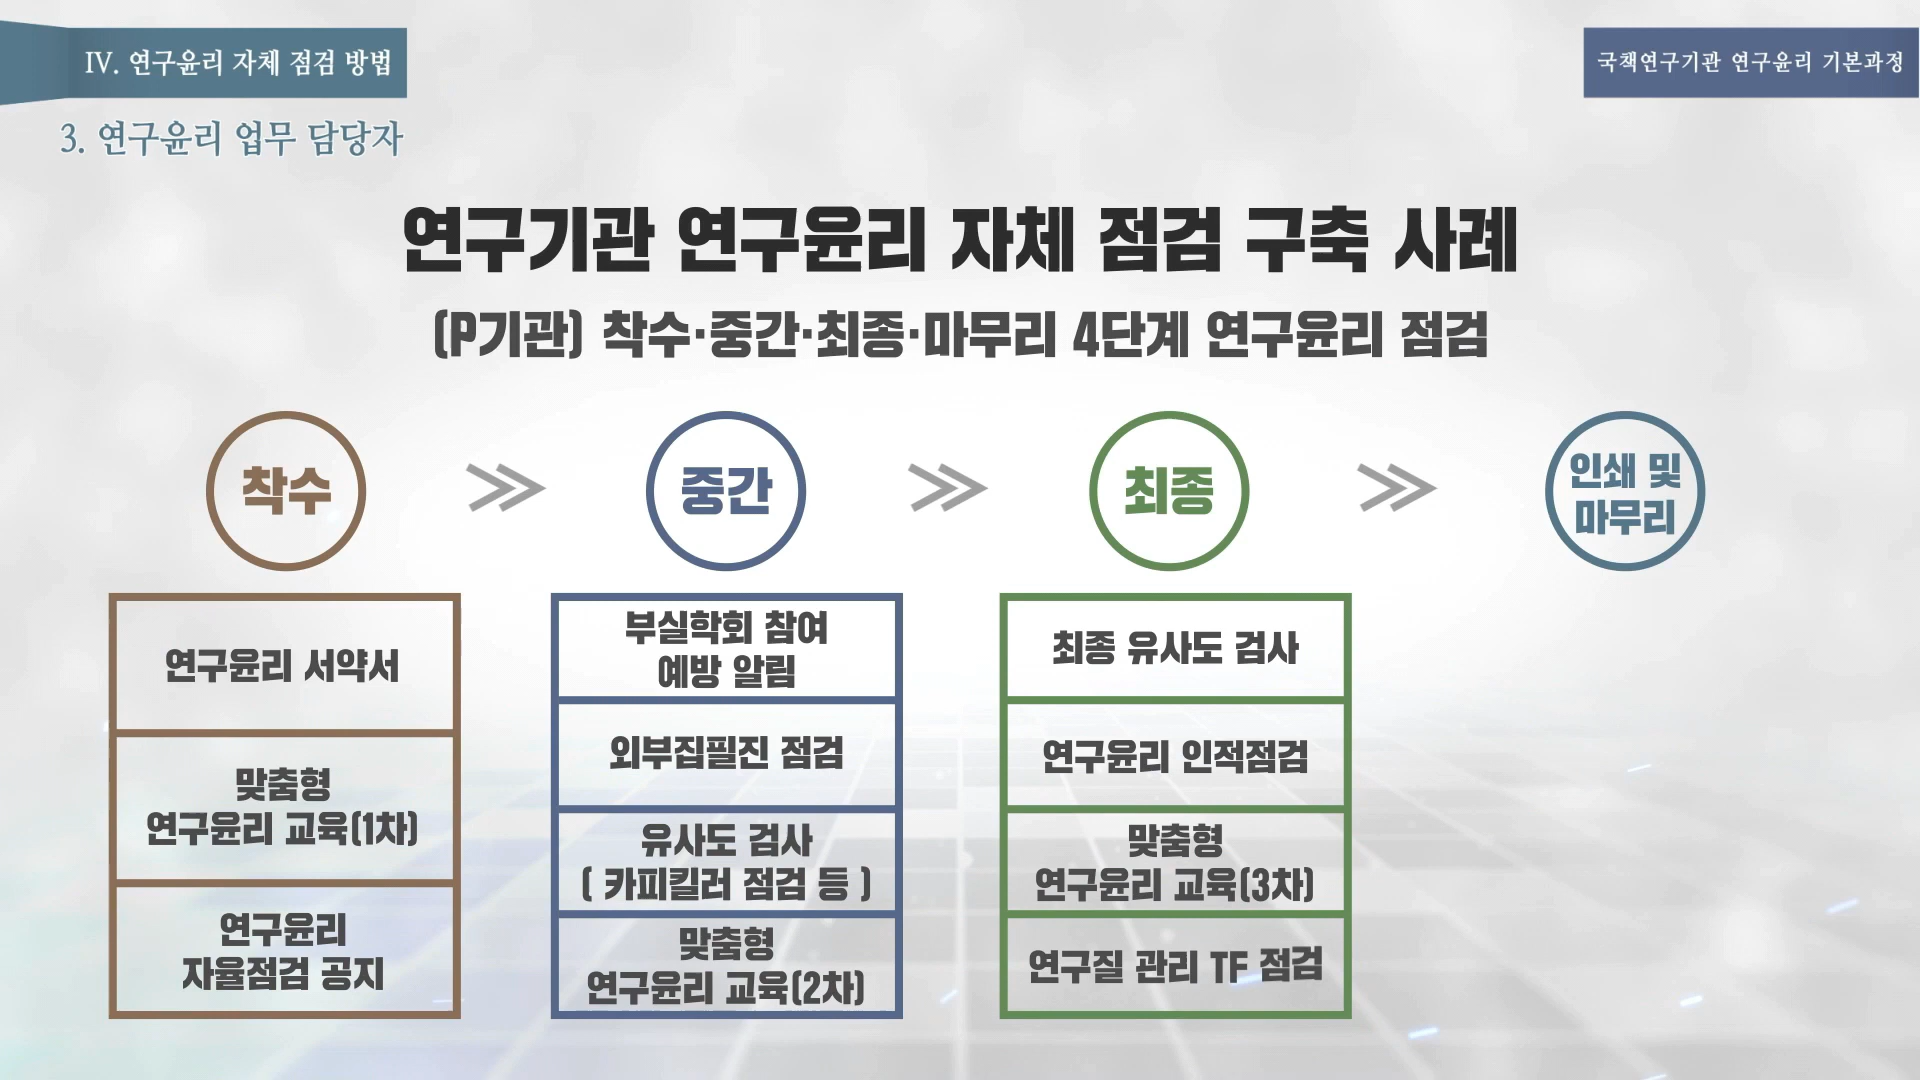 IV. 연구윤리 자체 점검 방법
국책연구기관 연구윤리 기본과정
3. 연구윤리 업무 담당자
연구기관 연구윤리 자체 점검 구축 사례
(P기관) 착수·중간·최종·마무리 4단계 연구윤리 점검
착수
중간
최종
인쇄 및
마무리
연구윤리 서약서
맞춤형
연구윤리 교육(1차)
연구윤리
자율점검 공지
부실학회 참여
예방 알림
외부집필진 점검
유사도 검사
( 카피킬러 점검 등 )
맞춤형
연구윤리 교육(2차)
최종 유사도 검사
연구윤리 인적점검
맞춤형
연구윤리 교육(3차)
연구질 관리 TF 점검